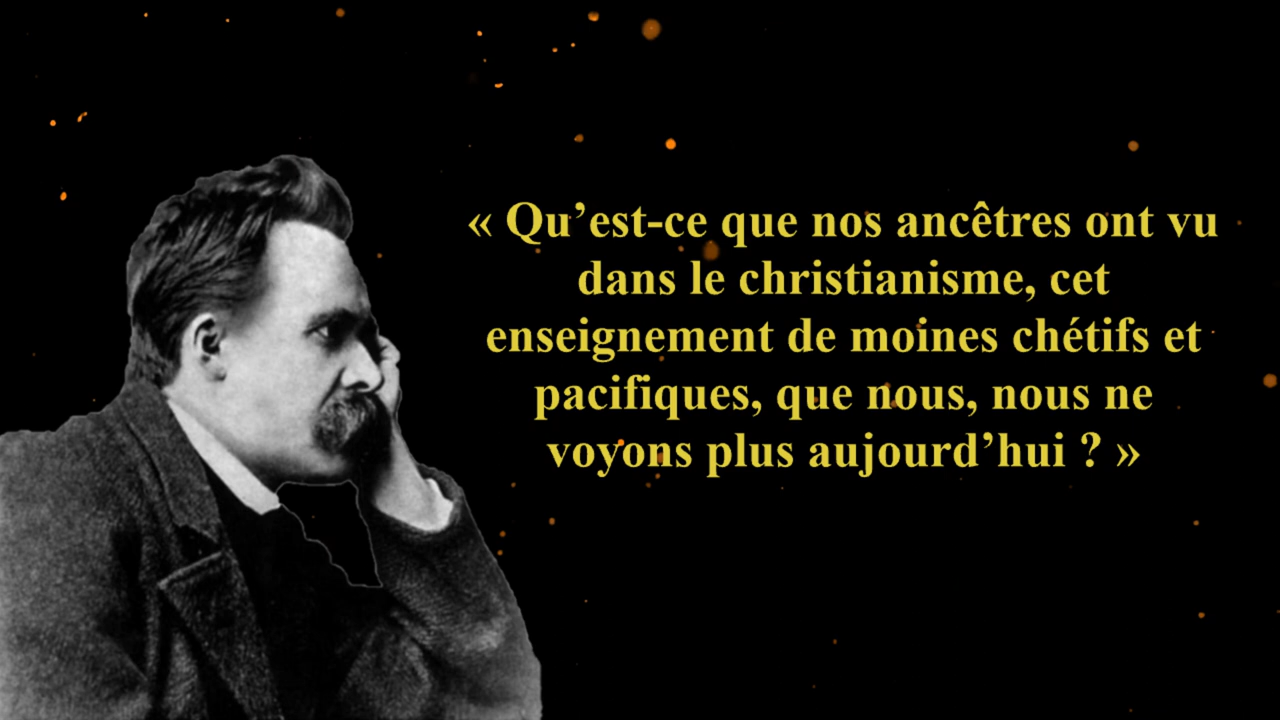 « Qu’est-ce que nos ancêtres ont vu
dans le christianisme, cet
enseignement de moines chétifs et
pacifiques, que nous, nous ne
voyons plus aujourd’hui ? »